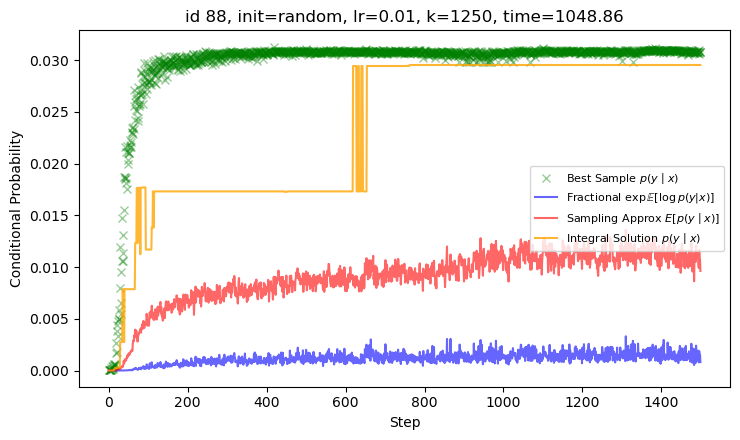 id 88, init=random, lr=0.01, k=1250, time=1048.86
Conditional Probability
0.030
0.025
0.020
0.015
0.010
0.005
0.000
Best Sample p(y | x)
Fractional exp 𝔼[log p(y|x)]
Sampling Approx E[p(y | x)]
Integral Solution p(y | x)
0 200 400 600 800 1000 1200 1400
Step